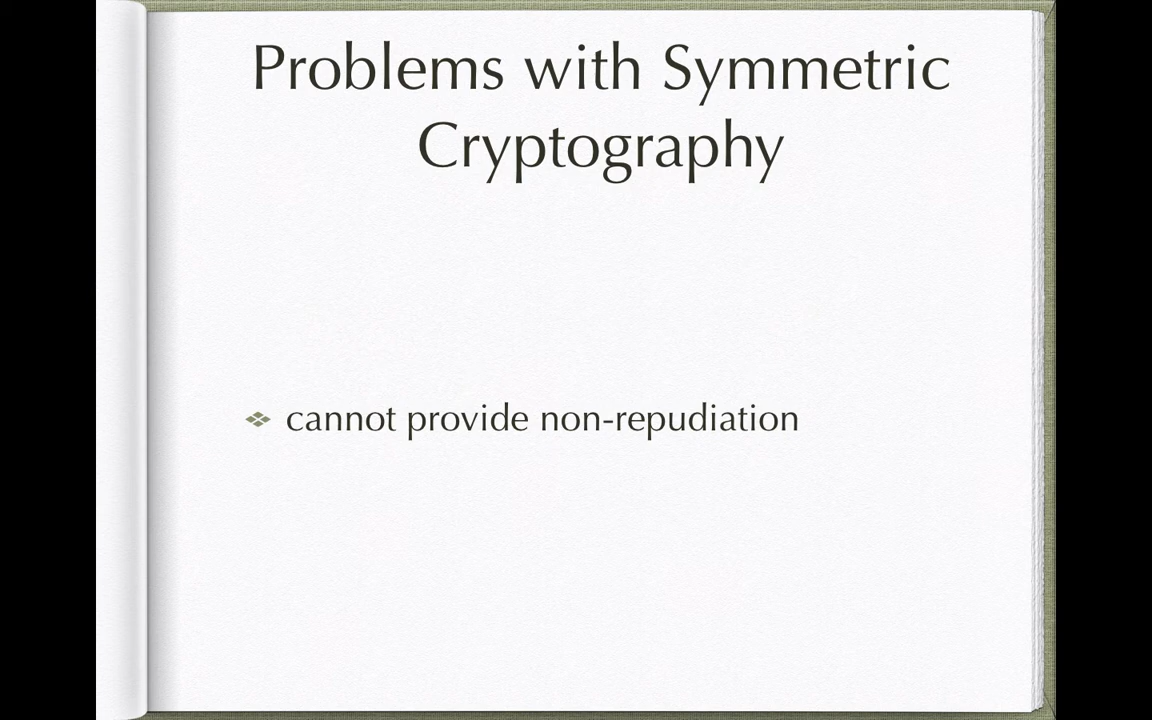 Problems with Symmetric
Cryptography
cannot provide non-repudiation